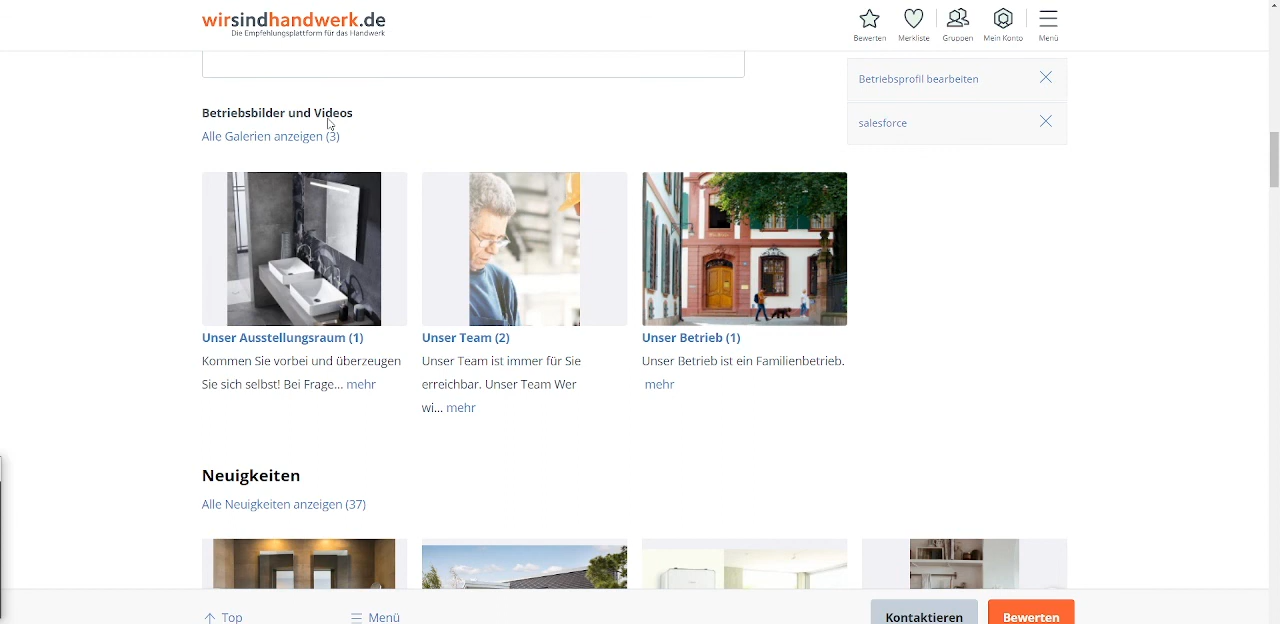 wirsindhandwerk.de
Die Empfehlungsplattform für das Handwerk
Bewerten
Merkliste
Gruppen
Mein Konto
Menü
Betriebsprofil bearbeiten
salesforce
Betriebsbilder und Videos
Alle Galerien anzeigen (3)
Unser Ausstellungsraum (1)
Kommen Sie vorbei und überzeugen
Sie sich selbst! Bei Frage... mehr
Unser Team (2)
Unser Team ist immer für Sie
erreichbar. Unser Team Wer
wi... mehr
Unser Betrieb (1)
Unser Betrieb ist ein Familienbetrieb.
mehr
Neuigkeiten
Alle Neuigkeiten anzeigen (37)
Top
Menü
Kontaktieren
Bewerten